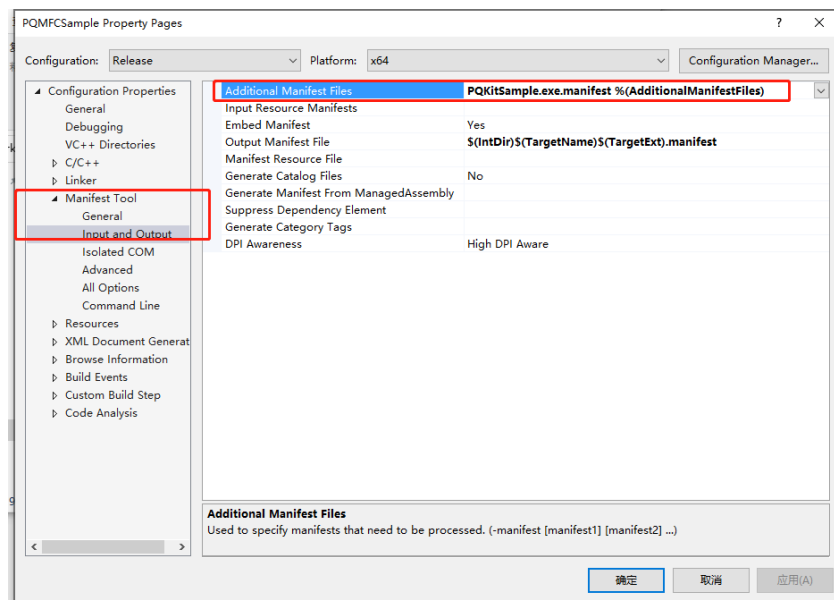 PQMFCSample Property Pages
? ×
Configuration: Release Platform: x64 Configuration Manager...
Configuration Properties
General
Debugging
VC++ Directories
C/C++
Linker
Manifest Tool
General
Input and Output
Isolated COM
Advanced
All Options
Command Line
Resources
XML Document Generat
Browse Information
Build Events
Custom Build Step
Code Analysis
Additional Manifest Files PQKitSample.exe.manifest %(AdditionalManifestFiles)
Input Resource Manifests
Embed Manifest Yes
Output Manifest File $(IntDir)$(TargetName)$(TargetExt).manifest
Manifest Resource File
Generate Catalog Files No
Generate Manifest From ManagedAssembly
Suppress Dependency Element
Generate Category Tags
DPI Awareness High DPI Aware
Additional Manifest Files
Used to specify manifests that need to be processed. (-manifest [manifest1] [manifest2] ...)
确定 取消 应用(A)